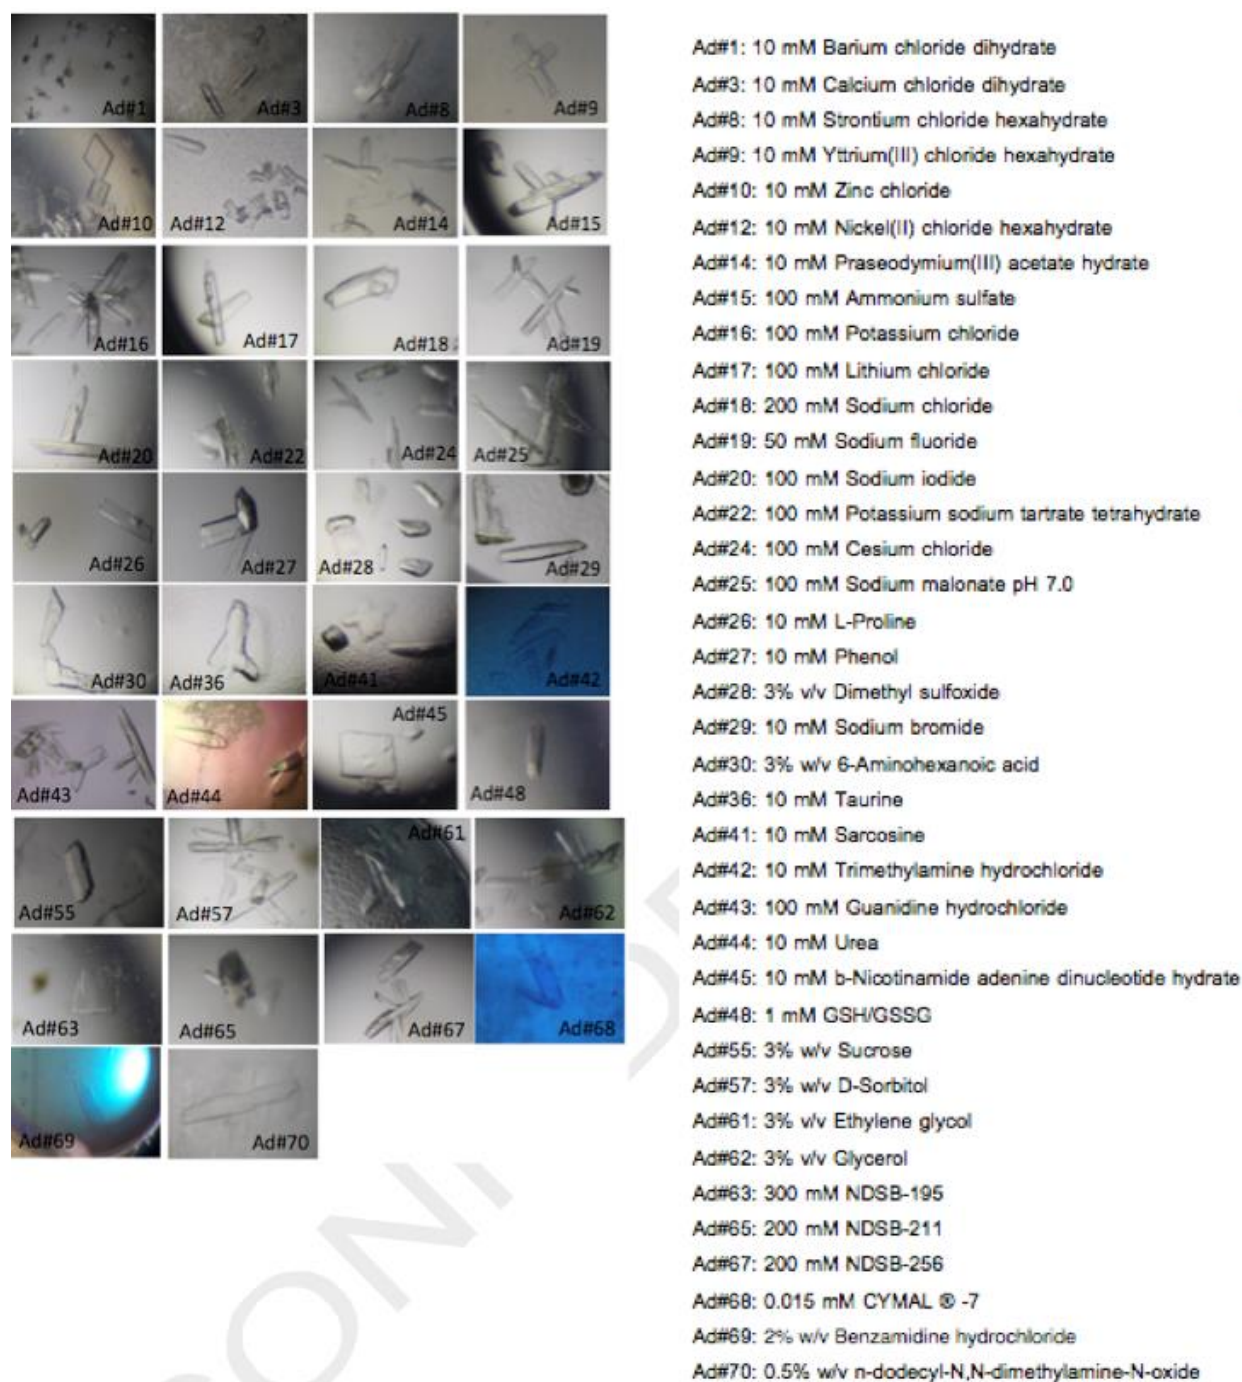 Ad#1 Ad#3 Ad#8 Ad#9
Ad#10 Ad#12 Ad#14 Ad#15
Ad#16 Ad#17 Ad#18 Ad#19
Ad#20 Ad#22 Ad#24 Ad#25
Ad#26 Ad#27 Ad#28 Ad#29
Ad#30 Ad#36 Ad#41 Ad#42
Ad#43 Ad#44 Ad#45 Ad#48
Ad#55 Ad#57 Ad#61 Ad#62
Ad#63 Ad#65 Ad#67 Ad#68
Ad#69 Ad#70
Ad#1: 10 mM Barium chloride dihydrate
Ad#3: 10 mM Calcium chloride dihydrate
Ad#8: 10 mM Strontium chloride hexahydrate
Ad#9: 10 mM Yttrium(III) chloride hexahydrate
Ad#10: 10 mM Zinc chloride
Ad#12: 10 mM Nickel(II) chloride hexahydrate
Ad#14: 10 mM Praseodymium(III) acetate hydrate
Ad#15: 100 mM Ammonium sulfate
Ad#16: 100 mM Potassium chloride
Ad#17: 100 mM Lithium chloride
Ad#18: 200 mM Sodium chloride
Ad#19: 50 mM Sodium fluoride
Ad#20: 100 mM Sodium iodide
Ad#22: 100 mM Potassium sodium tartrate tetrahydrate
Ad#24: 100 mM Cesium chloride
Ad#25: 100 mM Sodium malonate pH 7.0
Ad#26: 10 mM L-Proline
Ad#27: 10 mM Phenol
Ad#28: 3% v/v Dimethyl sulfoxide
Ad#29: 10 mM Sodium bromide
Ad#30: 3% w/v 6-Aminohexanoic acid
Ad#36: 10 mM Taurine
Ad#41: 10 mM Sarcosine
Ad#42: 10 mM Trimethylamine hydrochloride
Ad#43: 100 mM Guanidine hydrochloride
Ad#44: 10 mM Urea
Ad#45: 10 mM b-Nicotinamide adenine dinucleotide hydrate
Ad#48: 1 mM GSH/GSSG
Ad#55: 3% w/v Sucrose
Ad#57: 3% w/v D-Sorbitol
Ad#61: 3% v/v Ethylene glycol
Ad#62: 3% v/v Glycerol
Ad#63: 300 mM NDSB-195
Ad#65: 200 mM NDSB-211
Ad#67: 200 mM NDSB-256
Ad#68: 0.015 mM CYMAL ® -7
Ad#69: 2% w/v Benzamidine hydrochloride
Ad#70: 0.5% w/v n-dodecyl-N,N-dimethylamine-N-oxide